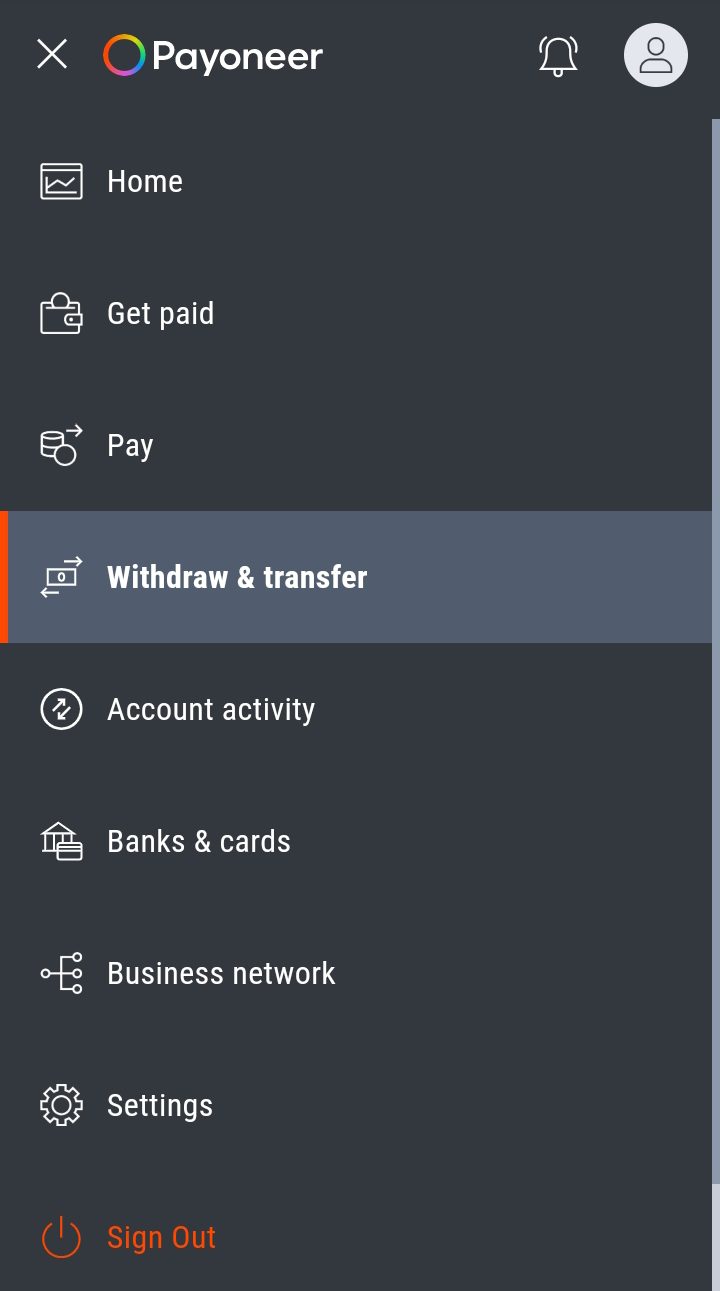 Payoneer
Home
Get paid
Pay
Withdraw & transfer
Account activity
Banks & cards
Business network
Settings
Sign Out